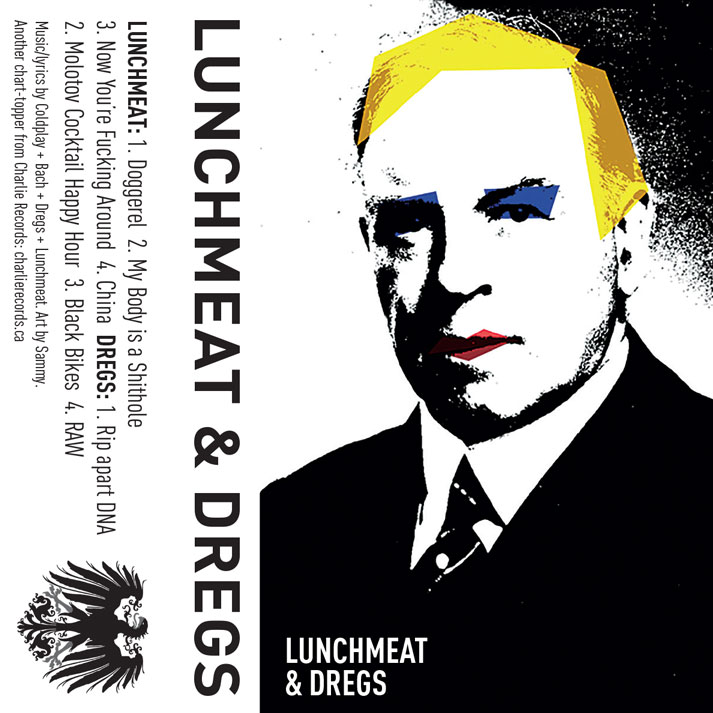 LUNCHMEAT: 1. Doggerel 2. My Body is a Shithole
3. Now You're Fucking Around 4. China DREGS: 1. Rip apart DNA
2. Molotov Cocktail Happy Hour 3. Black Bikes 4. RAW
Music/lyrics by Coldplay + Bach + Dregs + Lunchmeat. Art by Sammy.
Another chart-topper from Charlie Records: charlierecords.ca
LUNCHMEAT & DREGS
LUNCHMEAT
& DREGS